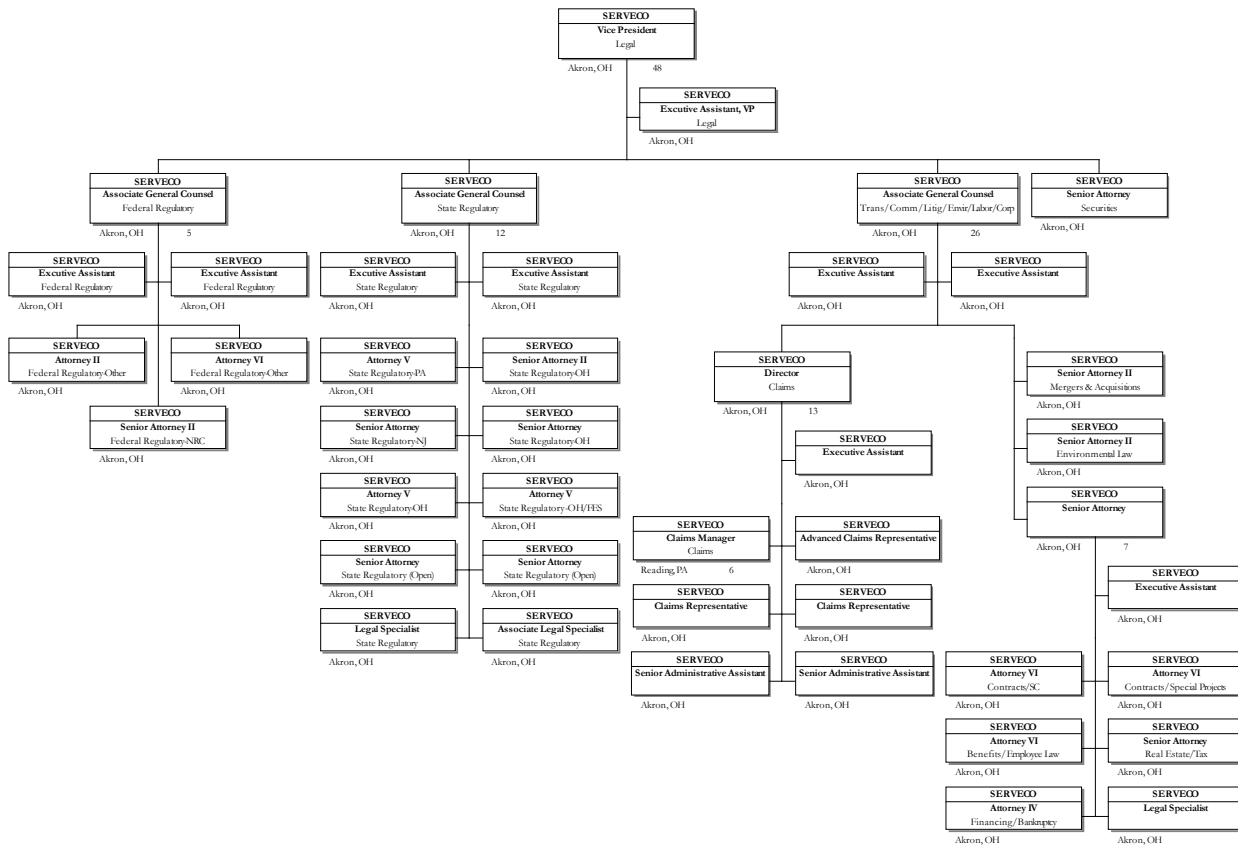 SERVECO
Vice President
Legal
Akron, OH 48
SERVECO
Excutive Assistant, VP
Legal
Akron, OH
SERVECO
Associate General Counsel
Federal Regulatory
Akron, OH 5
SERVECO
Excutive Assistant
Federal Regulatory
Akron, OH
SERVECO
Executive Assistant
Federal Regulatory
Akron, OH
SERVECO
Attorney II
Federal Regulatory-Other
Akron, OH
SERVECO
Attorney VI
Federal Regulatory-Other
Akron, OH
SERVECO
Senior Attorney II
Federal Regulatory-NRC
Akron, OH
SERVECO
Associate General Counsel
State Regulatory
Akron, OH 12
SERVECO
Executive Assistant
State Regulatory
Akron, OH
SERVECO
Executive Assistant
State Regulatory
Akron, OH
SERVECO
Attorney V
State Regulatory-PA
Akron, OH
SERVECO
Senior Attorney II
State Regulatory-OH
Akron, OH
SERVECO
Senior Attorney
State Regulatory-NJ
Akron, OH
SERVECO
Senior Attorney
State Regulatory-OH
Akron, OH
SERVECO
Attorney V
State Regulatory-OH
Akron, OH
SERVECO
Attorney V
State Regulatory-OH/FES
Akron, OH
SERVECO
Senior Attorney
State Regulatory (Open)
Akron, OH
SERVECO
Senior Attorney
State Regulatory (Open)
Akron, OH
SERVECO
Legal Specialist
State Regulatory
Akron, OH
SERVECO
Associate Legal Specialist
State Regulatory
Akron, OH
SERVECO
Associate General Counsel
Trans/Comm/Litig/Envir/Labor/Corp
Akron, OH 26
SERVECO
Executive Assistant
Akron, OH
SERVECO
Executive Assistant
Akron, OH
SERVECO
Director
Claims
Akron, OH 13
SERVECO
Executive Assistant
Akron, OH
SERVECO
Claims Manager
Claims
Reading, PA 6
SERVECO
Advanced Claims Representative
Akron, OH
SERVECO
Claims Representative
Akron, OH
SERVECO
Claims Representative
Akron, OH
SERVECO
Senior Administrative Assistant
Akron, OH
SERVECO
Senior Administrative Assistant
Akron, OH
SERVECO
Senior Attorney II
Mergers & Acquisitions
Akron, OH
SERVECO
Senior Attorney II
Environmental Law
Akron, OH
SERVECO
Senior Attorney
Akron, OH 7
SERVECO
Executive Assistant
Akron, OH
SERVECO
Attorney VI
Contracts/SC
Akron, OH
SERVECO
Attorney VI
Contracts/Special Projects
Akron, OH
SERVECO
Attorney VI
Benefits/Employee Law
Akron, OH
SERVECO
Senior Attorney
Real Estate/Tax
Akron, OH
SERVECO
Attorney IV
Financing/Bankruptcy
Akron, OH
SERVECO
Legal Specialist
Akron, OH
SERVECO
Senior Attorney
Securities
Akron, OH